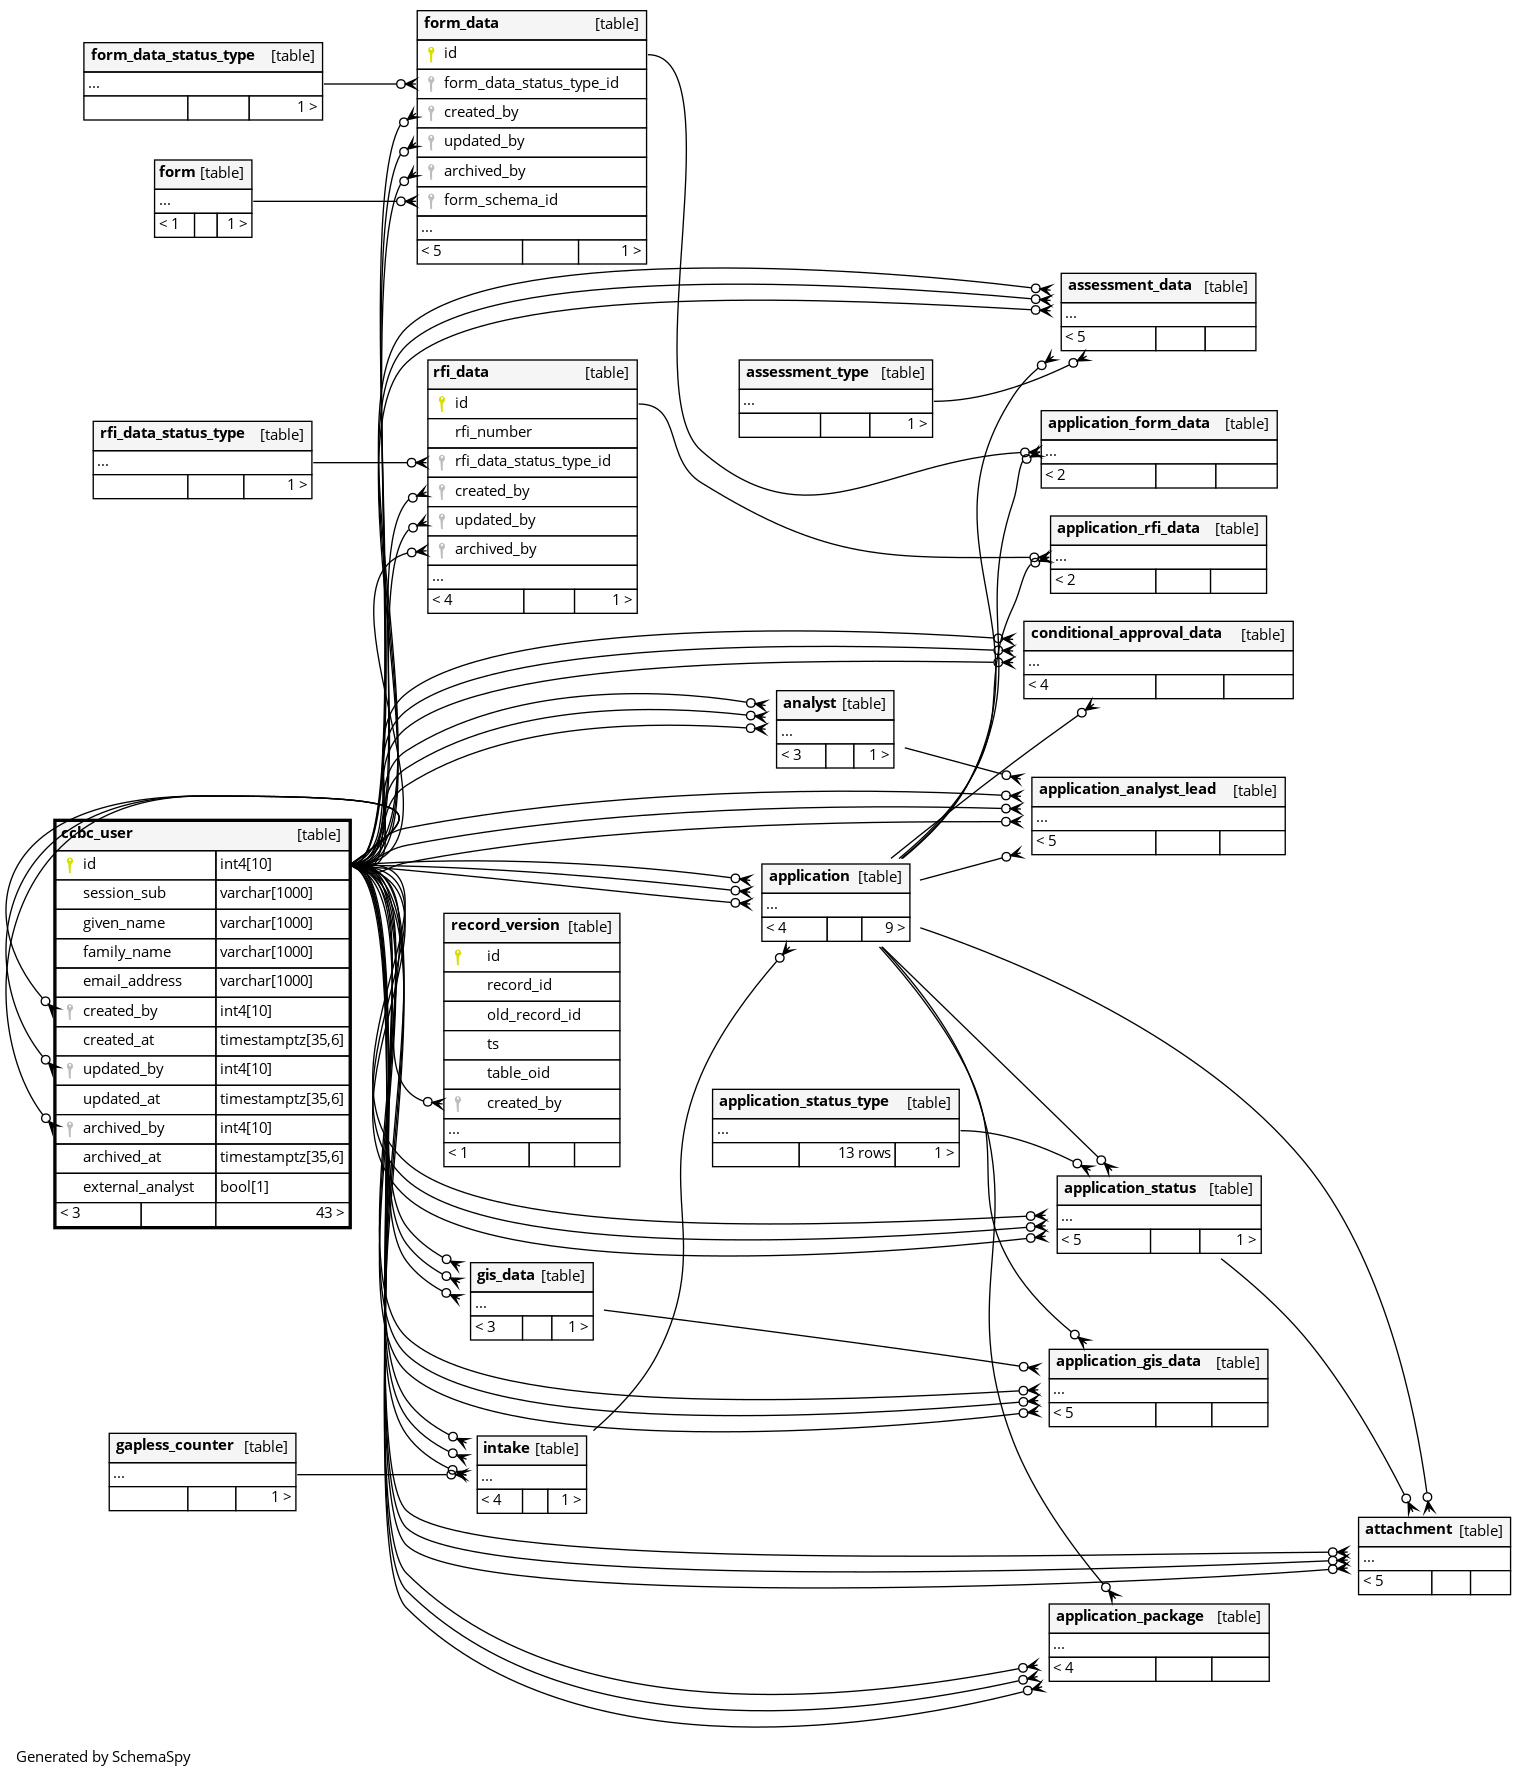 form_data [table]
id
form_data_status_type_id
created_by
updated_by
archived_by
form_schema_id
...
< 5 1 >
form_data_status_type [table]
...
1 >
form [table]
...
< 1 1 >
assessment_data [table]
...
< 5
rfi_data [table]
id
rfi_number
rfi_data_status_type_id
created_by
updated_by
archived_by
...
< 4 1 >
assessment_type [table]
...
1 >
rfi_data_status_type [table]
...
1 >
application_form_data [table]
...
< 2
application_rfi_data [table]
...
< 2
conditional_approval_data [table]
...
< 4
analyst [table]
...
< 3 1 >
application_analyst_lead [table]
...
< 5
ccbc_user [table]
id int4[10]
session_sub varchar[1000]
given_name varchar[1000]
family_name varchar[1000]
email_address varchar[1000]
created_by int4[10]
created_at timestamptz[35,6]
updated_by int4[10]
updated_at timestamptz[35,6]
archived_by int4[10]
archived_at timestamptz[35,6]
external_analyst bool[1]
< 3 43 >
application [table]
...
< 4 9 >
record_version [table]
id
record_id
old_record_id
ts
table_oid
created_by
...
< 1
application_status_type [table]
...
13 rows 1 >
application_status [table]
...
< 5 1 >
gis_data [table]
...
< 3 1 >
application_gis_data [table]
...
< 5
gapless_counter [table]
...
1 >
intake [table]
...
< 4 1 >
attachment [table]
...
< 5
application_package [table]
...
< 4
Generated by SchemaSpy